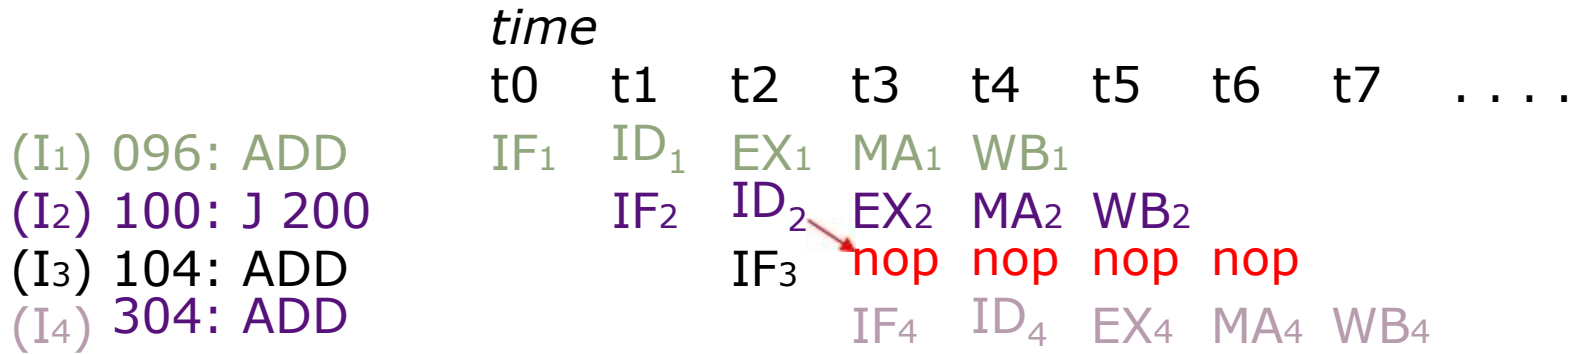 time
t0 t1 t2 t3 t4 t5 t6 t7 . . . .
(I1) 096: ADD IF1 ID1 EX1 MA1 WB1
(I2) 100: J 200 IF2 ID2 EX2 MA2 WB2
(I3) 104: ADD IF3 nop nop nop nop
(I4) 304: ADD IF4 ID4 EX4 MA4 WB4